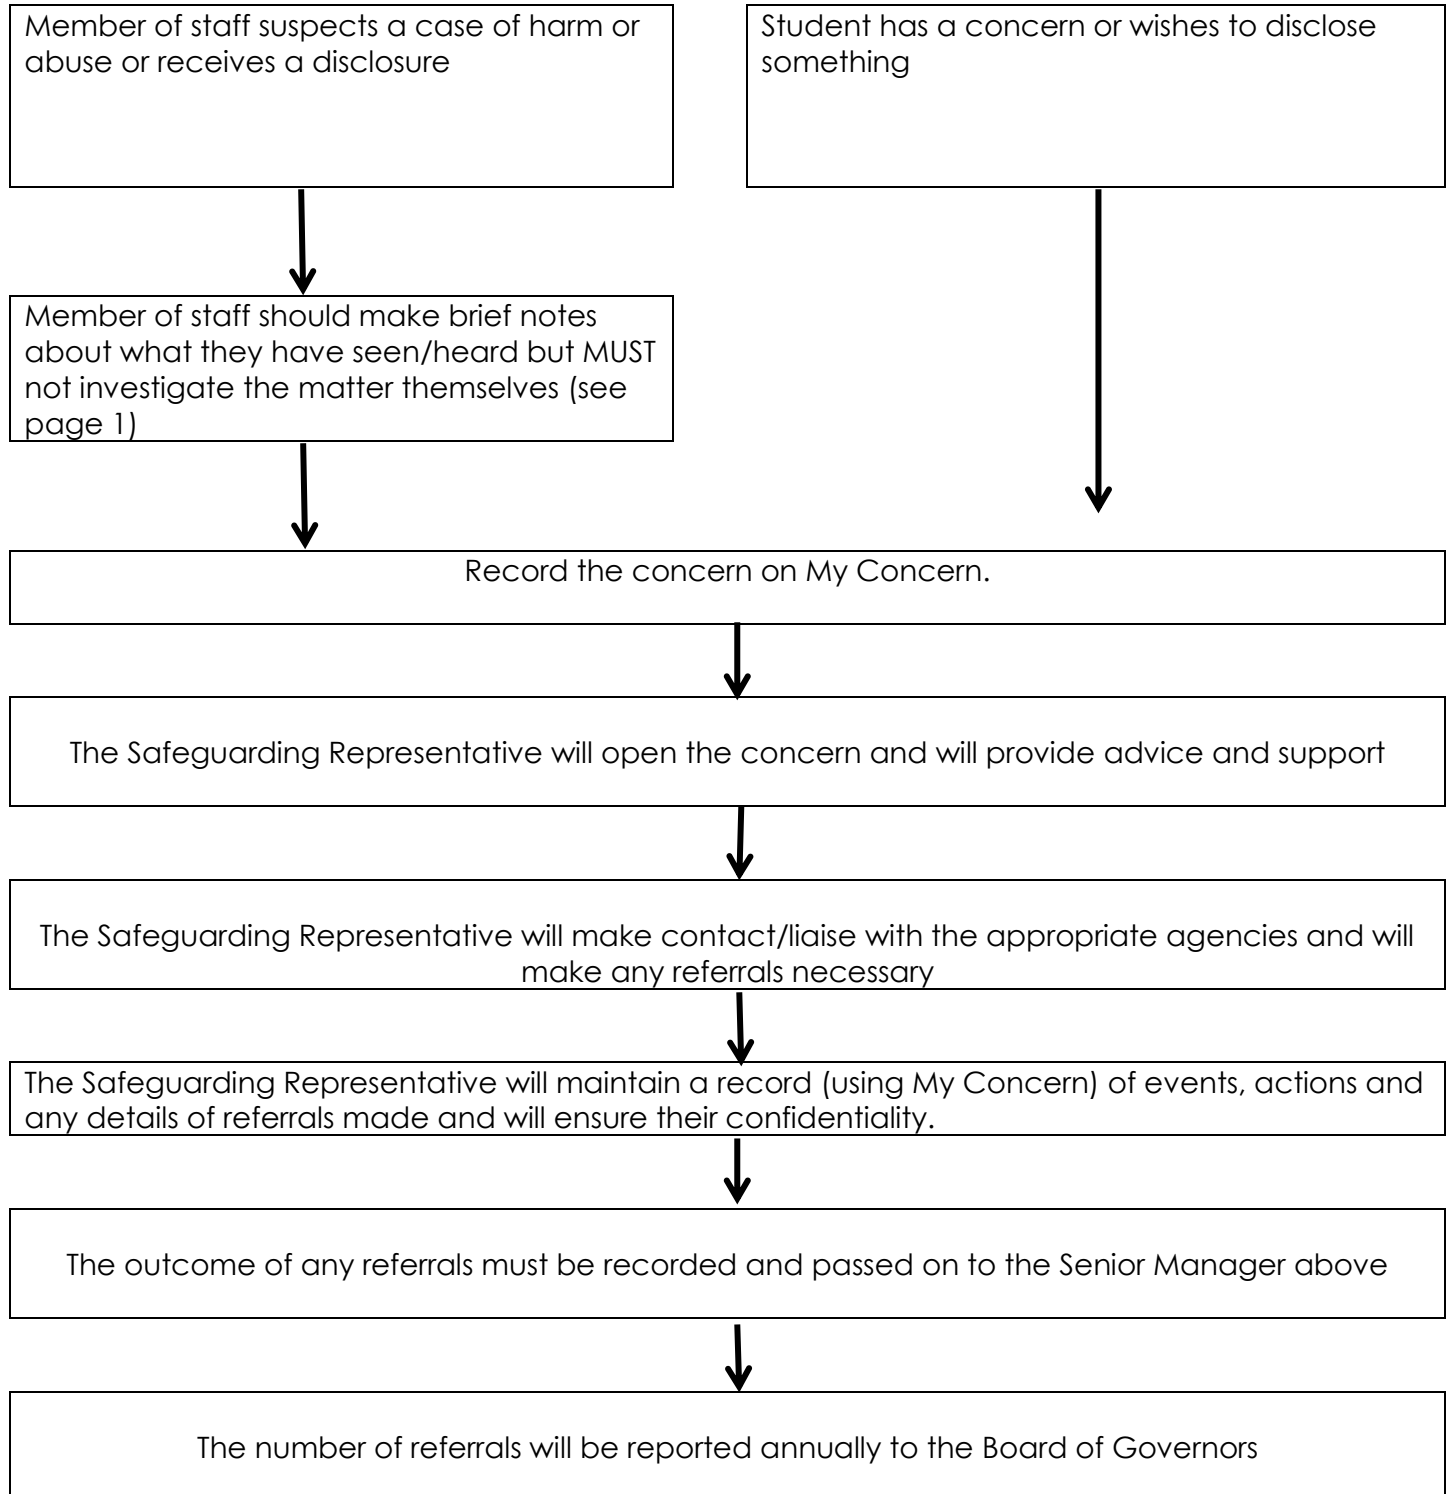 Member of staff suspects a case of harm or
abuse or receives a disclosure
Student has a concern or wishes to disclose
something
Member of staff should make brief notes
about what they have seen/heard but MUST
not investigate the matter themselves (see
page 1)
Record the concern on My Concern.
The Safeguarding Representative will open the concern and will provide advice and support
The Safeguarding Representative will make contact/liaise with the appropriate agencies and will
make any referrals necessary
The Safeguarding Representative will maintain a record (using My Concern) of events, actions and
any details of referrals made and will ensure their confidentiality.
The outcome of any referrals must be recorded and passed on to the Senior Manager above
The number of referrals will be reported annually to the Board of Governors